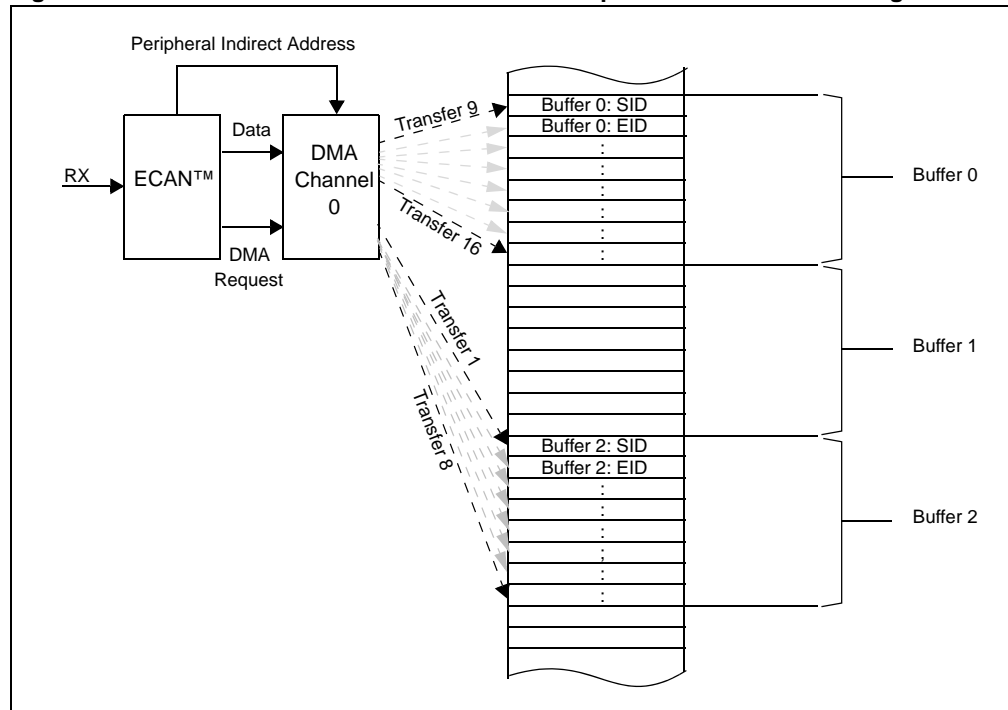 Peripheral Indirect Address
RX
ECAN™
Data
DMA
Request
DMA
Channel
0
Transfer 9
Transfer 16
Transfer 1
Transfer 8
Buffer 0: SID
Buffer 0: EID
Buffer 2: SID
Buffer 2: EID
Buffer 0
Buffer 1
Buffer 2